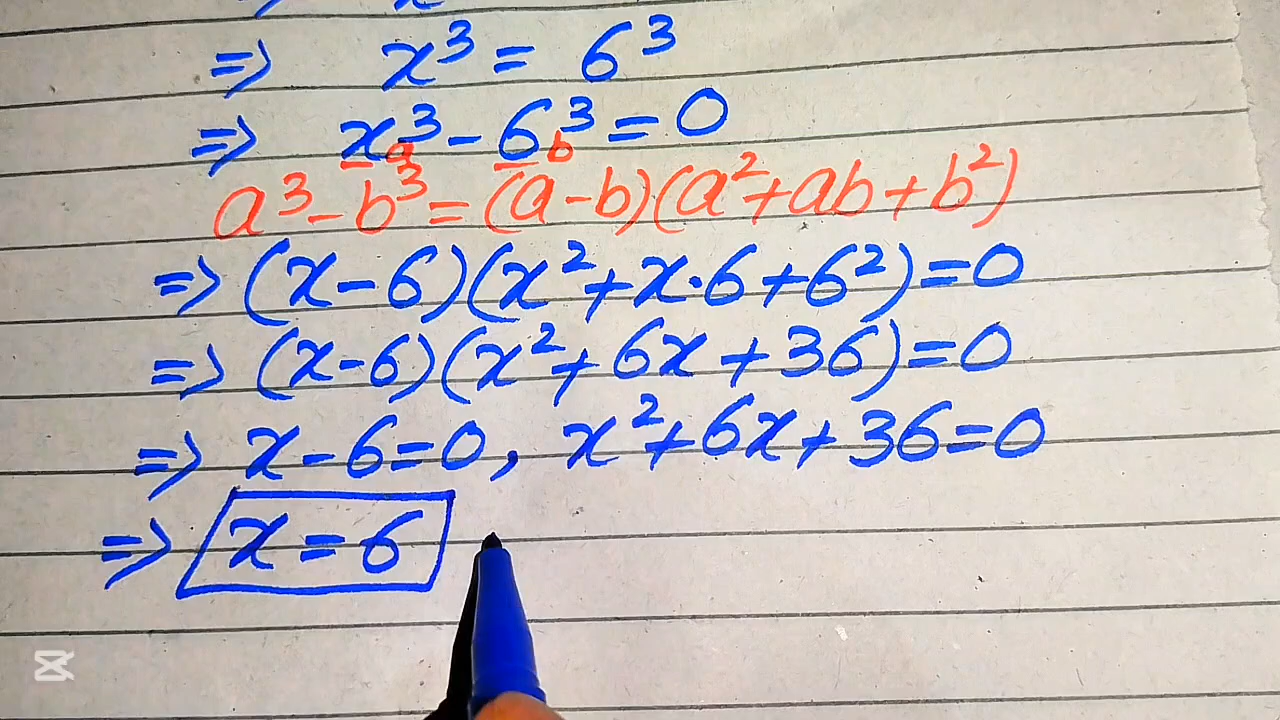 ⇒ x³ = 6³
⇒ x³ - 6³ = 0
a b
a³ - b³ = (a - b)(a² + ab + b²)
⇒ (x - 6)(x² + x·6 + 6²) = 0
⇒ (x - 6)(x² + 6x + 36) = 0
⇒ x - 6 = 0, x² + 6x + 36 = 0
⇒ x = 6